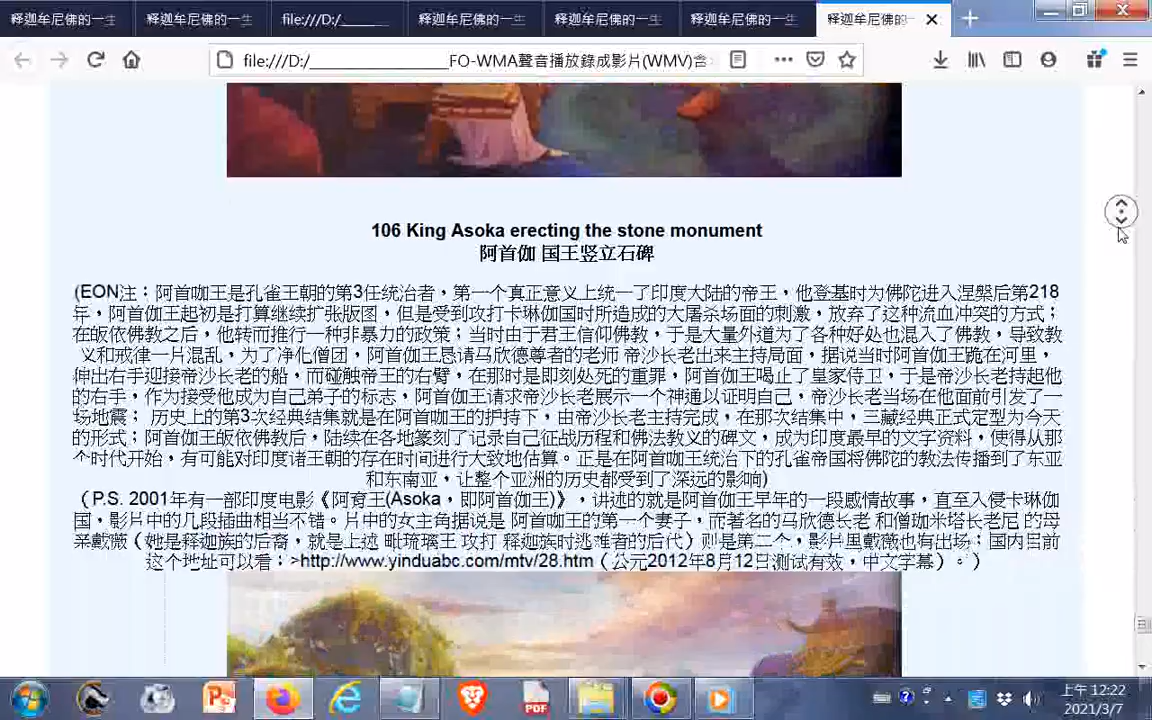 释迦牟尼佛的一生 释迦牟尼佛的一生 file:///D:/_____ 释迦牟尼佛的一生 释迦牟尼佛的一生 释迦牟尼佛的一生 释迦牟尼佛的一
file:///D:/________________FO-WMA聲音播放錄成影片(WMV)含
106 King Asoka erecting the stone monument
阿首伽 国王竖立石碑
(EON注：阿首咖王是孔雀王朝的第3任统治者，第一个真正意义上统一了印度大陆的帝王，他登基时为佛陀进入涅槃后第218
年，阿首伽王起初是打算继续扩张版图，但是受到攻打卡琳伽国时所造成的大屠杀场面的刺激，放弃了这种流血冲突的方式；
在皈依佛教之后，他转而推行一种非暴力的政策；当时由于君王信仰佛教，于是大量外道为了各种好处也混入了佛教，导致教
义和戒律一片混乱，为了净化僧团，阿首伽王恳请马欣德尊者的老师 帝沙长老出来主持局面，据说当时阿首伽王跪在河里，
伸出右手迎接帝沙长老的船，而碰触帝王的右臂，在那时是即刻处死的重罪，阿首伽王喝止了皇家侍卫，于是帝沙长老持起他
的右手，作为接受他成为自己弟子的标志，阿首伽王请求帝沙长老展示一个神通以证明自己，帝沙长老当场在他面前引发了一
场地震； 历史上的第3次经典结集就是在阿首咖王的护持下，由帝沙长老主持完成，在那次结集中，三藏经典正式定型为今天
的形式；阿首伽王皈依佛教后，陆续在各地篆刻了记录自己征战历程和佛法教义的碑文，成为印度最早的文字资料，使得从那
个时代开始，有可能对印度诸王朝的存在时间进行大致地估算。正是在阿首咖王统治下的孔雀帝国将佛陀的教法传播到了东亚
和东南亚，让整个亚洲的历史都受到了深远的影响)
（P.S. 2001年有一部印度电影《阿育王(Asoka，即阿首伽王)》，讲述的就是阿首伽王早年的一段感情故事，直至入侵卡琳伽
国，影片中的几段插曲相当不错。片中的女主角据说是 阿首咖王的第一个妻子，而著名的马欣德长老 和僧珈米塔长老尼 的母
亲戴薇（她是释迦族的后裔，就是上述 毗琉璃王 攻打 释迦族时逃难者的后代）则是第二个，影片里戴薇也有出场；国内目前
这个地址可以看：>http://www.yinduabc.com/mtv/28.htm（公元2012年8月12日测试有效，中文字幕）。）
PDF
上午 12:22
2021/3/7